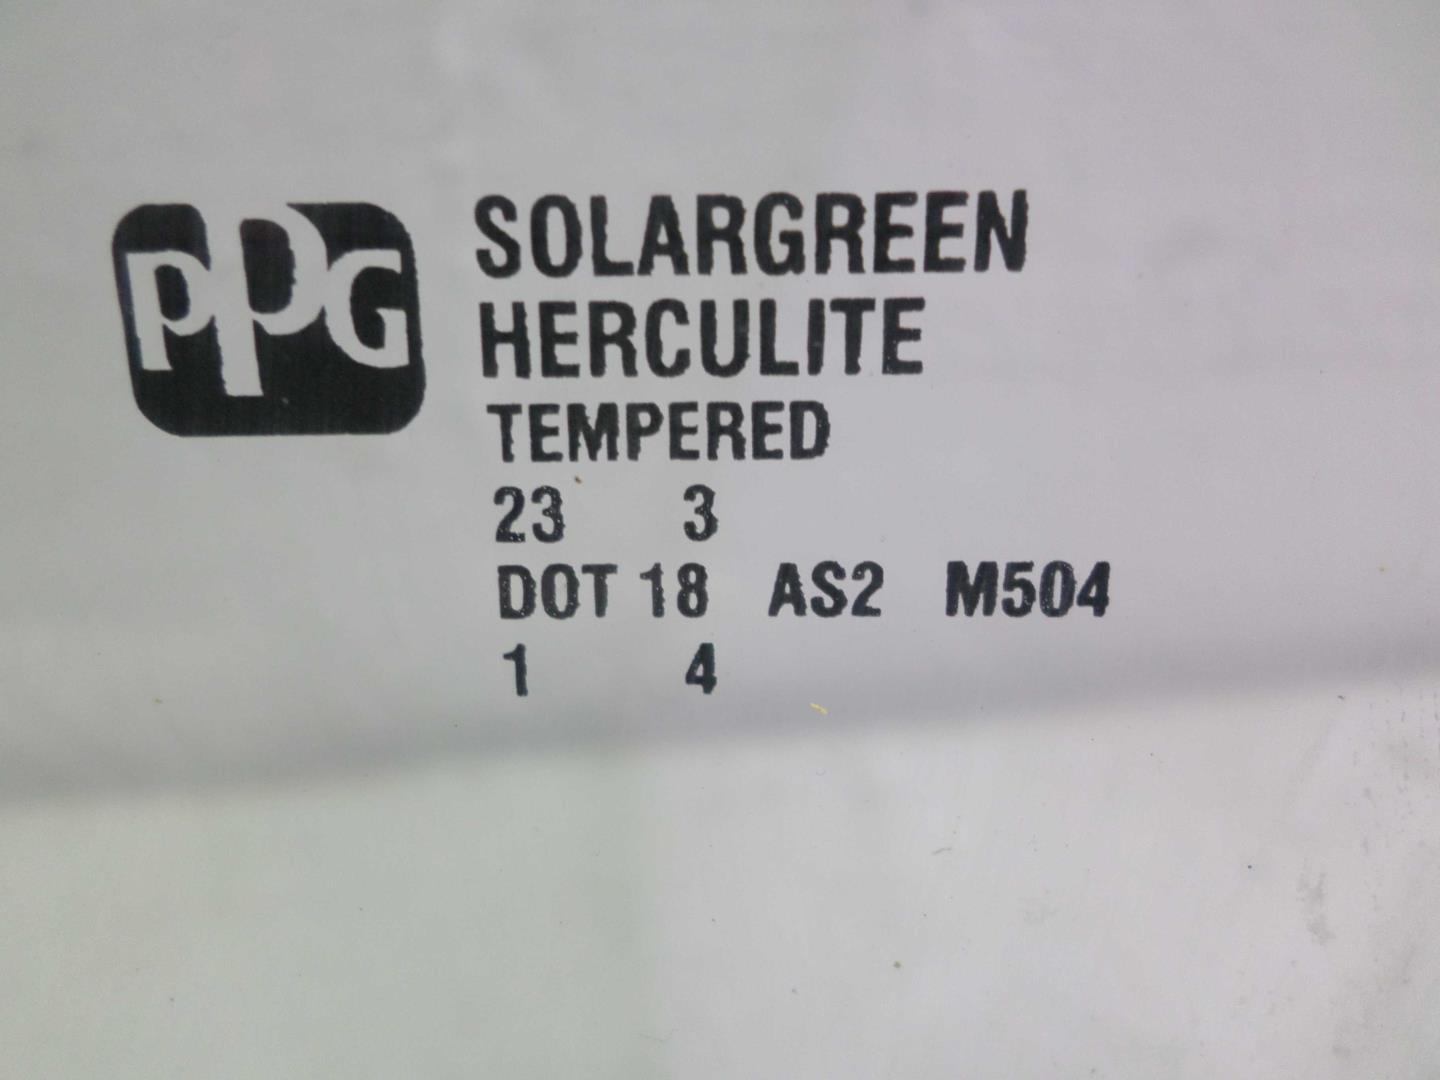 PPG
SOLARGREEN
HERCULITE
TEMPERED
23 3
DOT 18 AS2 M504
1 4